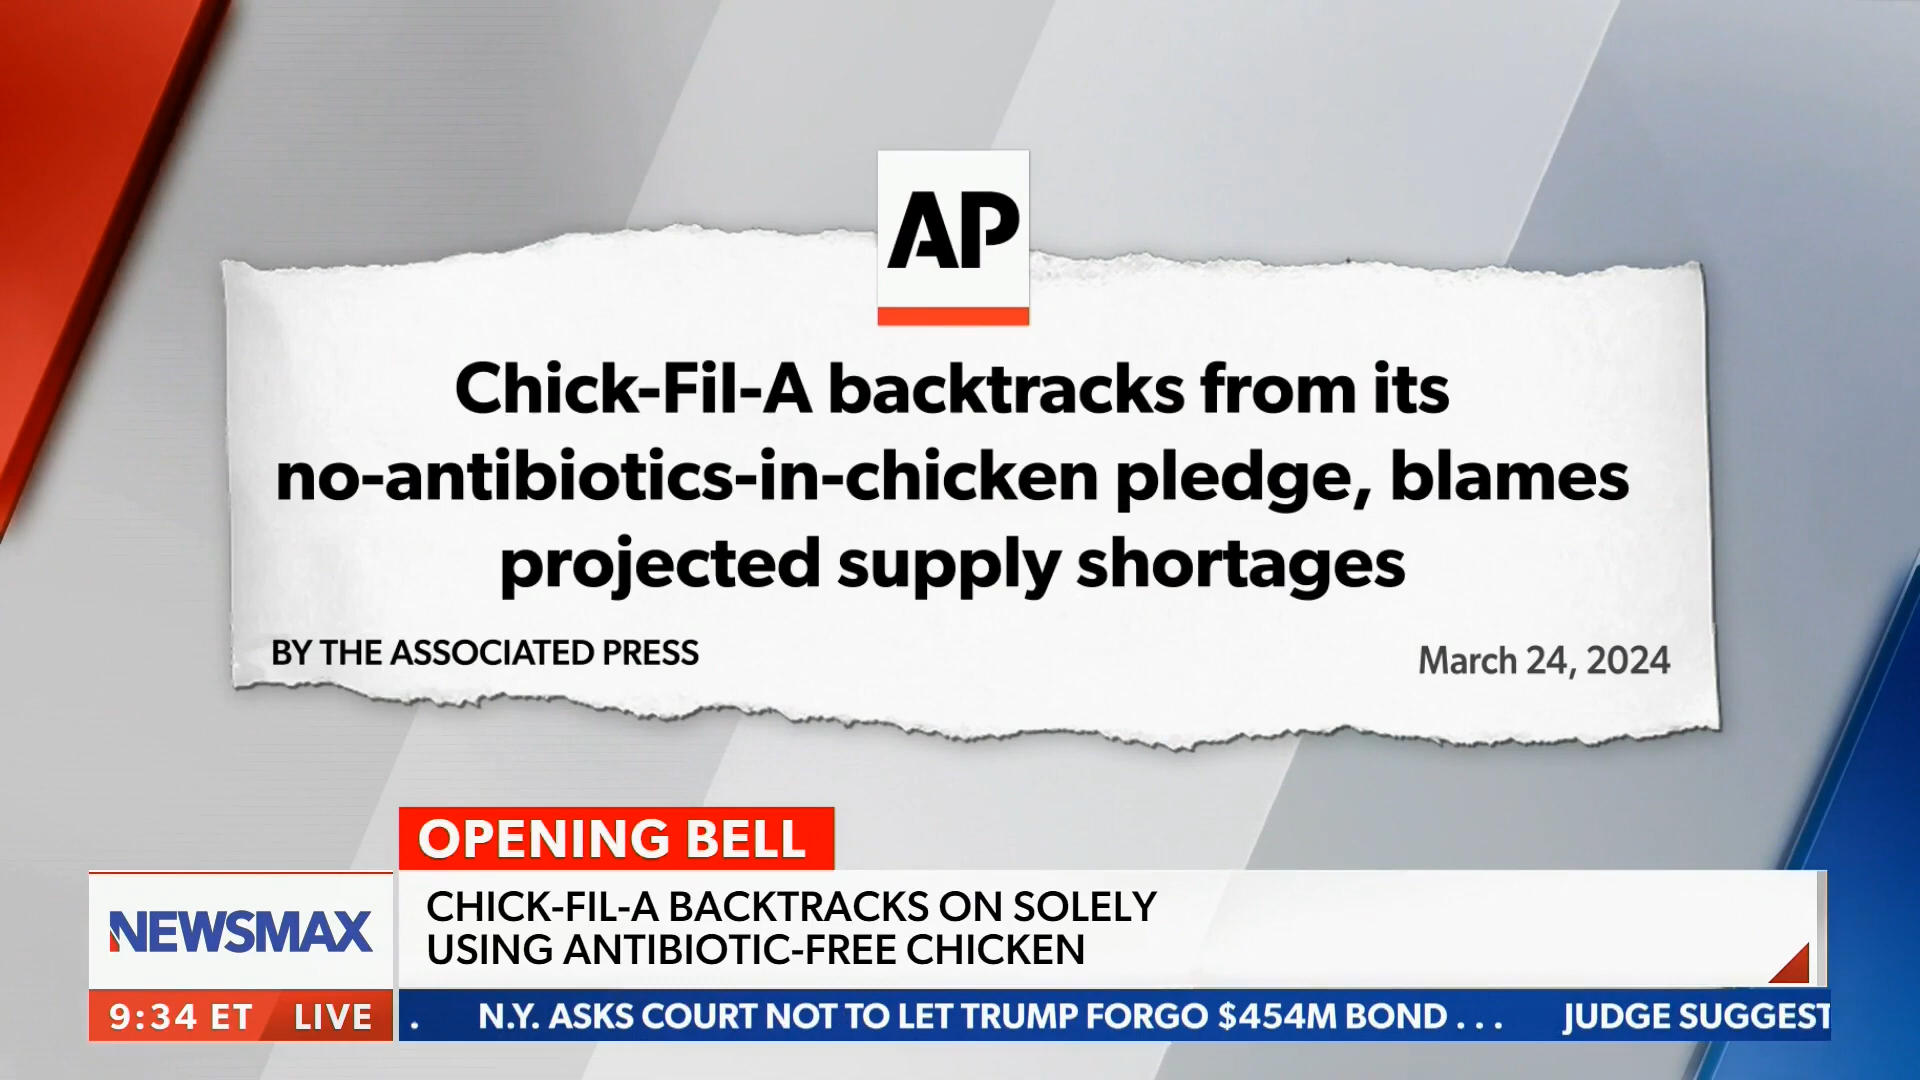 AP
Chick-Fil-A backtracks from its
no-antibiotics-in-chicken pledge, blames
projected supply shortages
BY THE ASSOCIATED PRESS
March 24, 2024
OPENING BELL
NEWSMAX
CHICK-FIL-A BACKTRACKS ON SOLELY
USING ANTIBIOTIC-FREE CHICKEN
9:34 ET LIVE
. N.Y. ASKS COURT NOT TO LET TRUMP FORGO $454M BOND . . . JUDGE SUGGEST